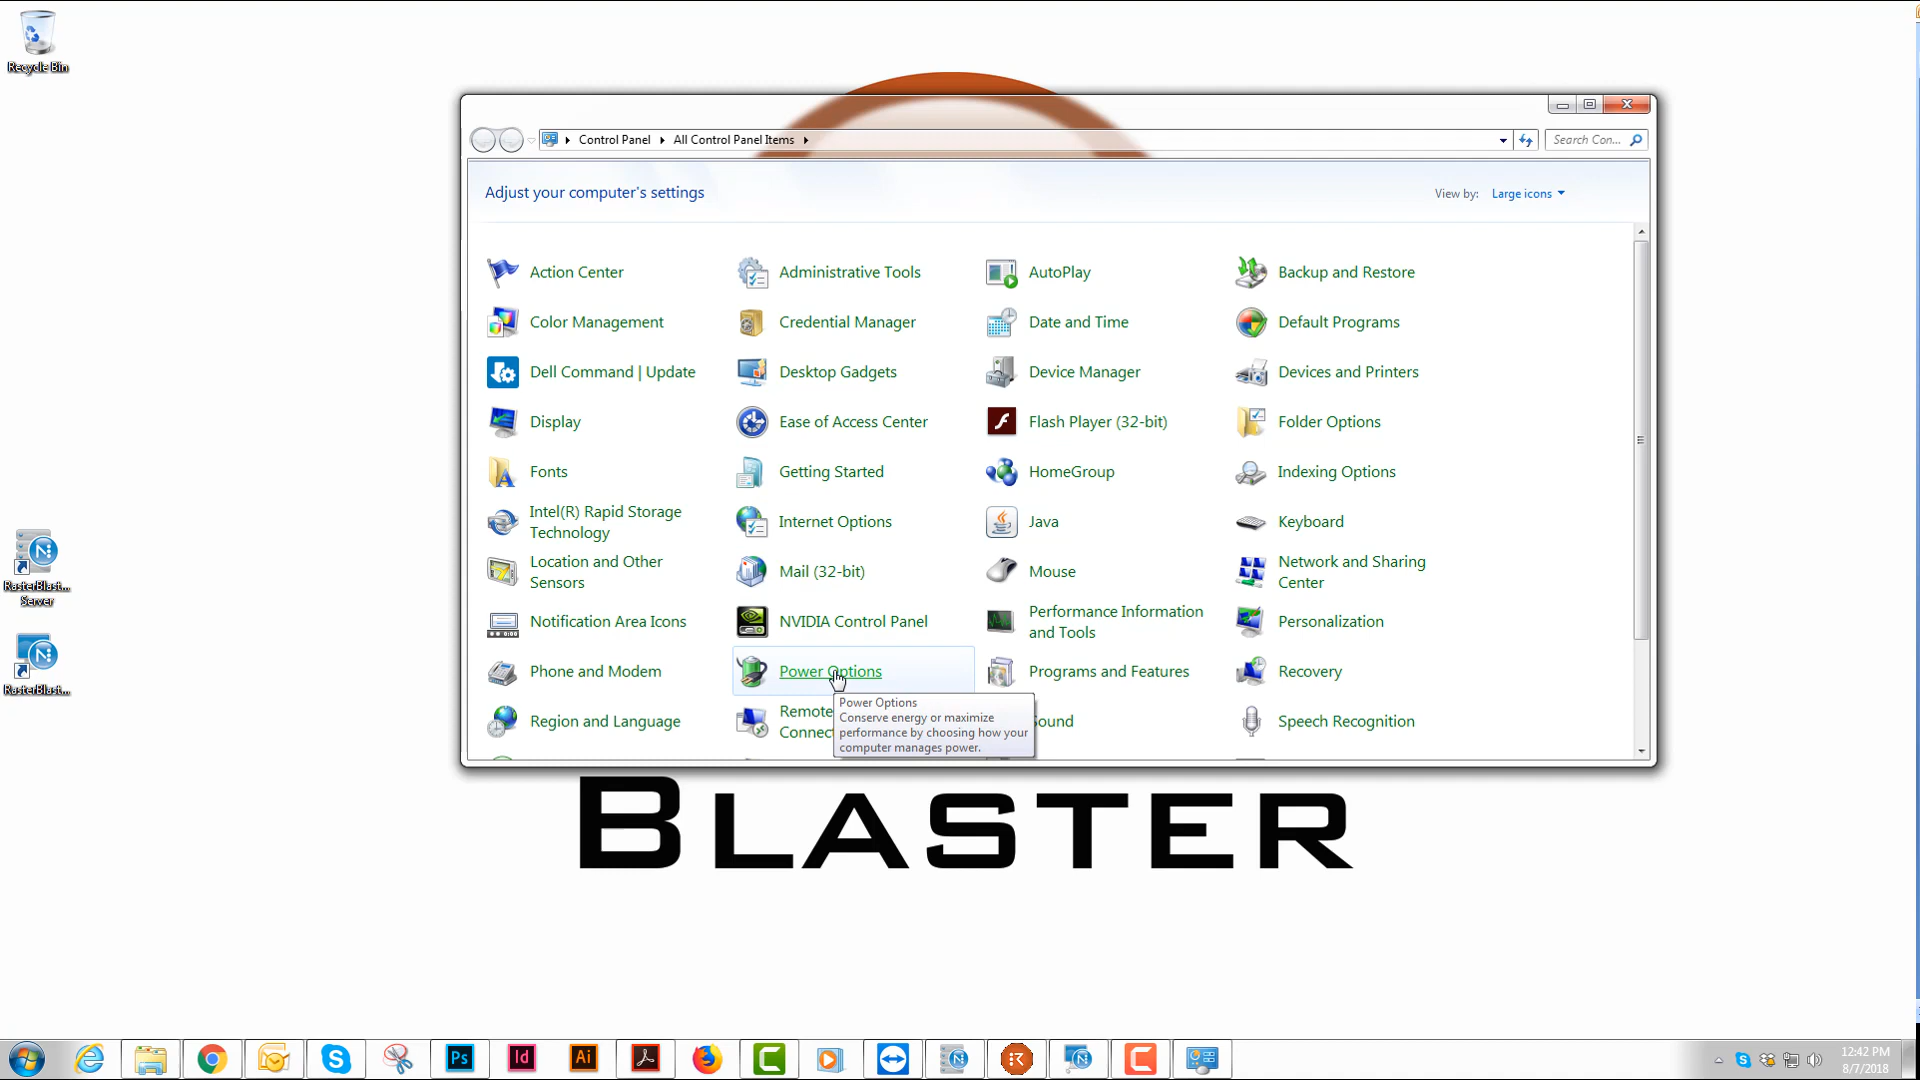 Recycle Bin
Control Panel
All Control Panel Items
Search Con...
Adjust your computer's settings
View by:
Large icons
Action Center
Administrative Tools
AutoPlay
Backup and Restore
Color Management
Credential Manager
Date and Time
Default Programs
Dell Command | Update
Desktop Gadgets
Device Manager
Devices and Printers
Display
Ease of Access Center
Flash Player (32-bit)
Folder Options
Fonts
Getting Started
HomeGroup
Indexing Options
Intel(R) Rapid Storage
Technology
Internet Options
Java
Keyboard
Location and Other
Sensors
Mail (32-bit)
Mouse
Network and Sharing
Center
Notification Area Icons
NVIDIA Control Panel
Performance Information
and Tools
Personalization
Phone and Modem
Power Options
Programs and Features
Recovery
Region and Language
Remote
Connec
Sound
Speech Recognition
Power Options
Conserve energy or maximize
performance by choosing how your
computer manages power.
RasterBlast...
Server
RasterBlast...
BLASTER
Ps
Id
Ai
12:42 PM
8/7/2018